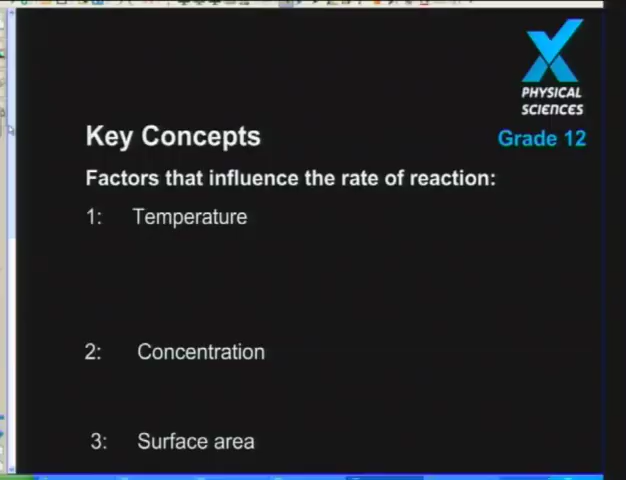 PHYSICAL
SCIENCES
Grade 12
Key Concepts
Factors that influence the rate of reaction:
1: Temperature
2: Concentration
3: Surface area